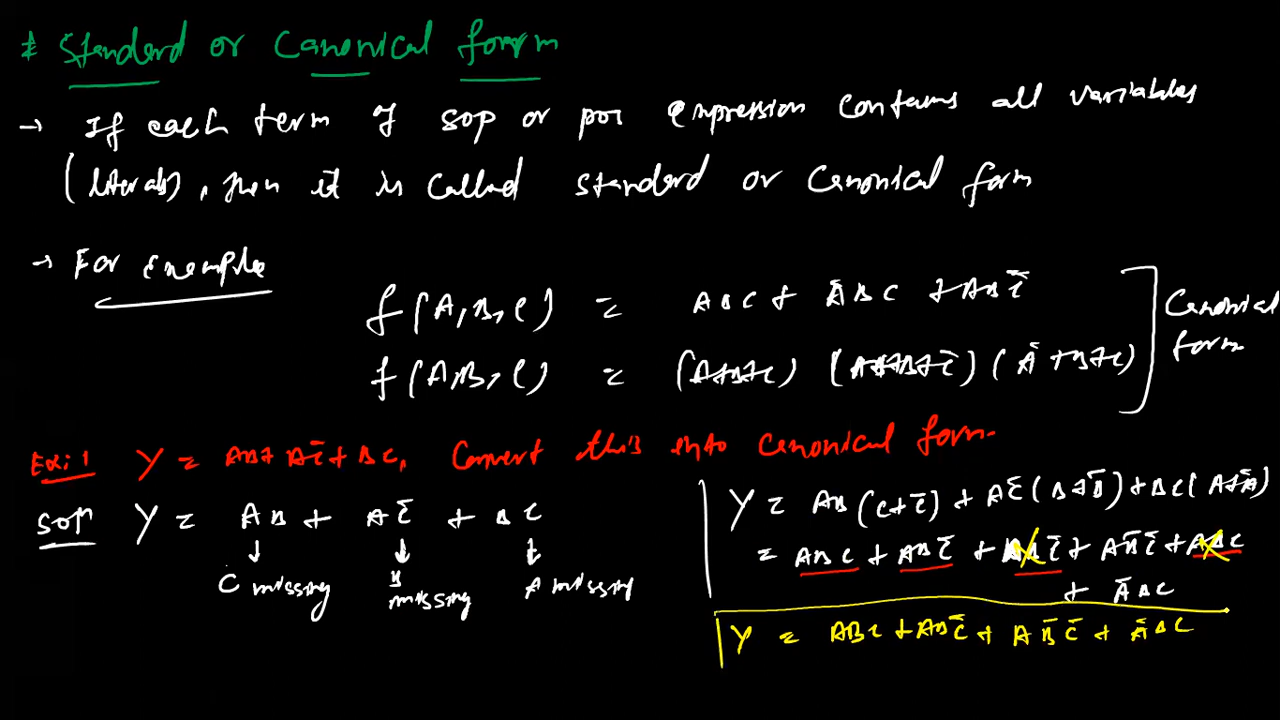 * Standard or Canonical form
→ If each term of SOP or POS expression contains all variables
(literals), then it is called standard or Canonical form
→ For Example
f(A,B,C) = ABC + ĀBC + ABC̄
f(A,B,C) = (A+B+C) (A+B+C̄) (Ā+B+C)
Canonical form
Ex:1 Y = AB + AC̄ + BC, Convert this into canonical form.
SOP Y = AB + AC̄ + BC
C missing B missing A missing
Y = AB(C+C̄) + AC̄(B+B̄) + BC(A+Ā)
= ABC + ABC̄ + ABC̄ + AB̄C̄ + ABC
+ ĀBC
Y = ABC + ABC̄ + AB̄C̄ + ĀBC